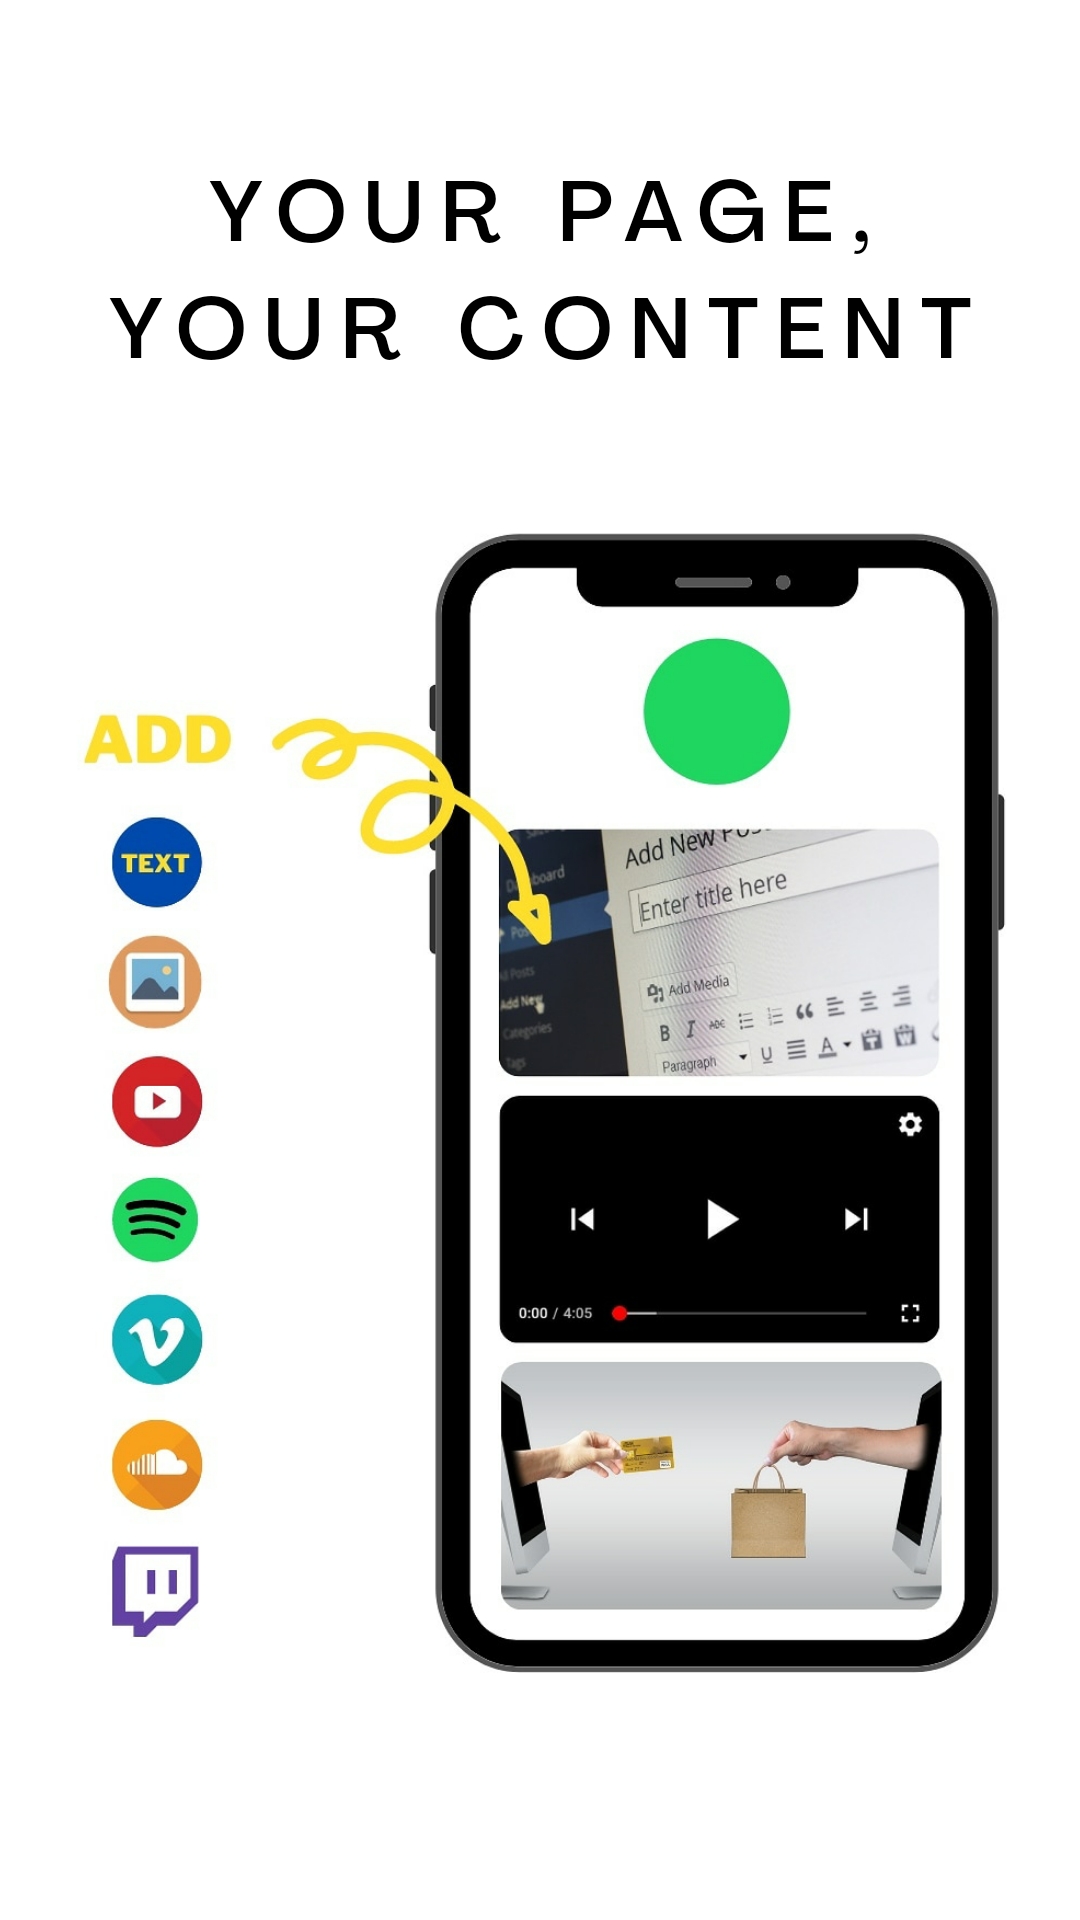 YOUR PAGE,
YOUR CONTENT
ADD
TEXT
Add New Post
Enter title here
Dashboard
Posts
All Posts
Add New
Categories
Tags
Add Media
B I ABC
Paragraph U A
0:00 / 4:05